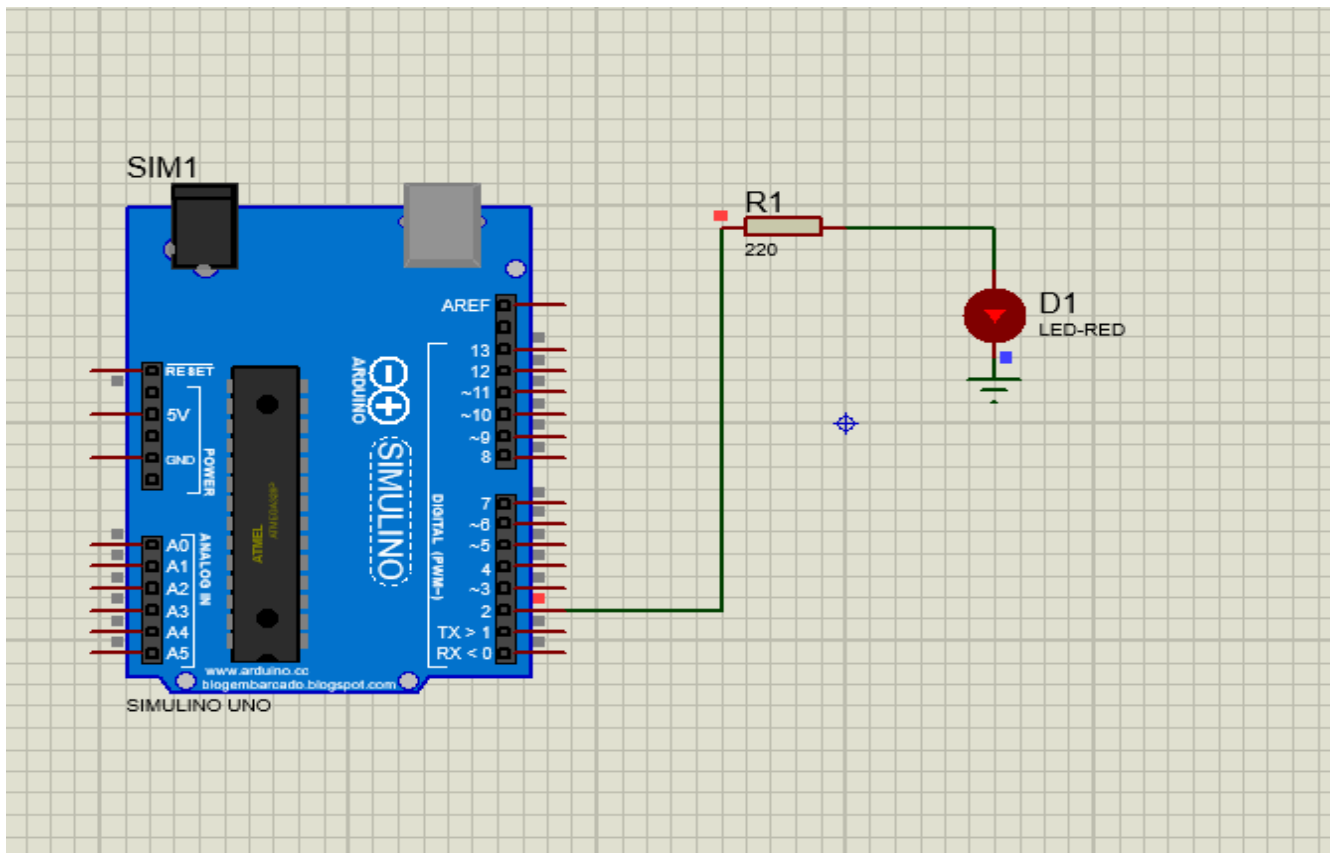 SIM1
R1
220
D1
LED-RED
AREF
13
12
~11
~10
~9
8
7
~6
~5
4
~3
2
TX > 1
RX < 0
RESET
5V
GND
POWER
A0
A1
A2
A3
A4
A5
ANALOG IN
ATMEL
ARDUINO
SIMULINO
DIGITAL (PWM~)
www.arduino.cc
blogembarcado.blogspot.com
SIMULINO UNO